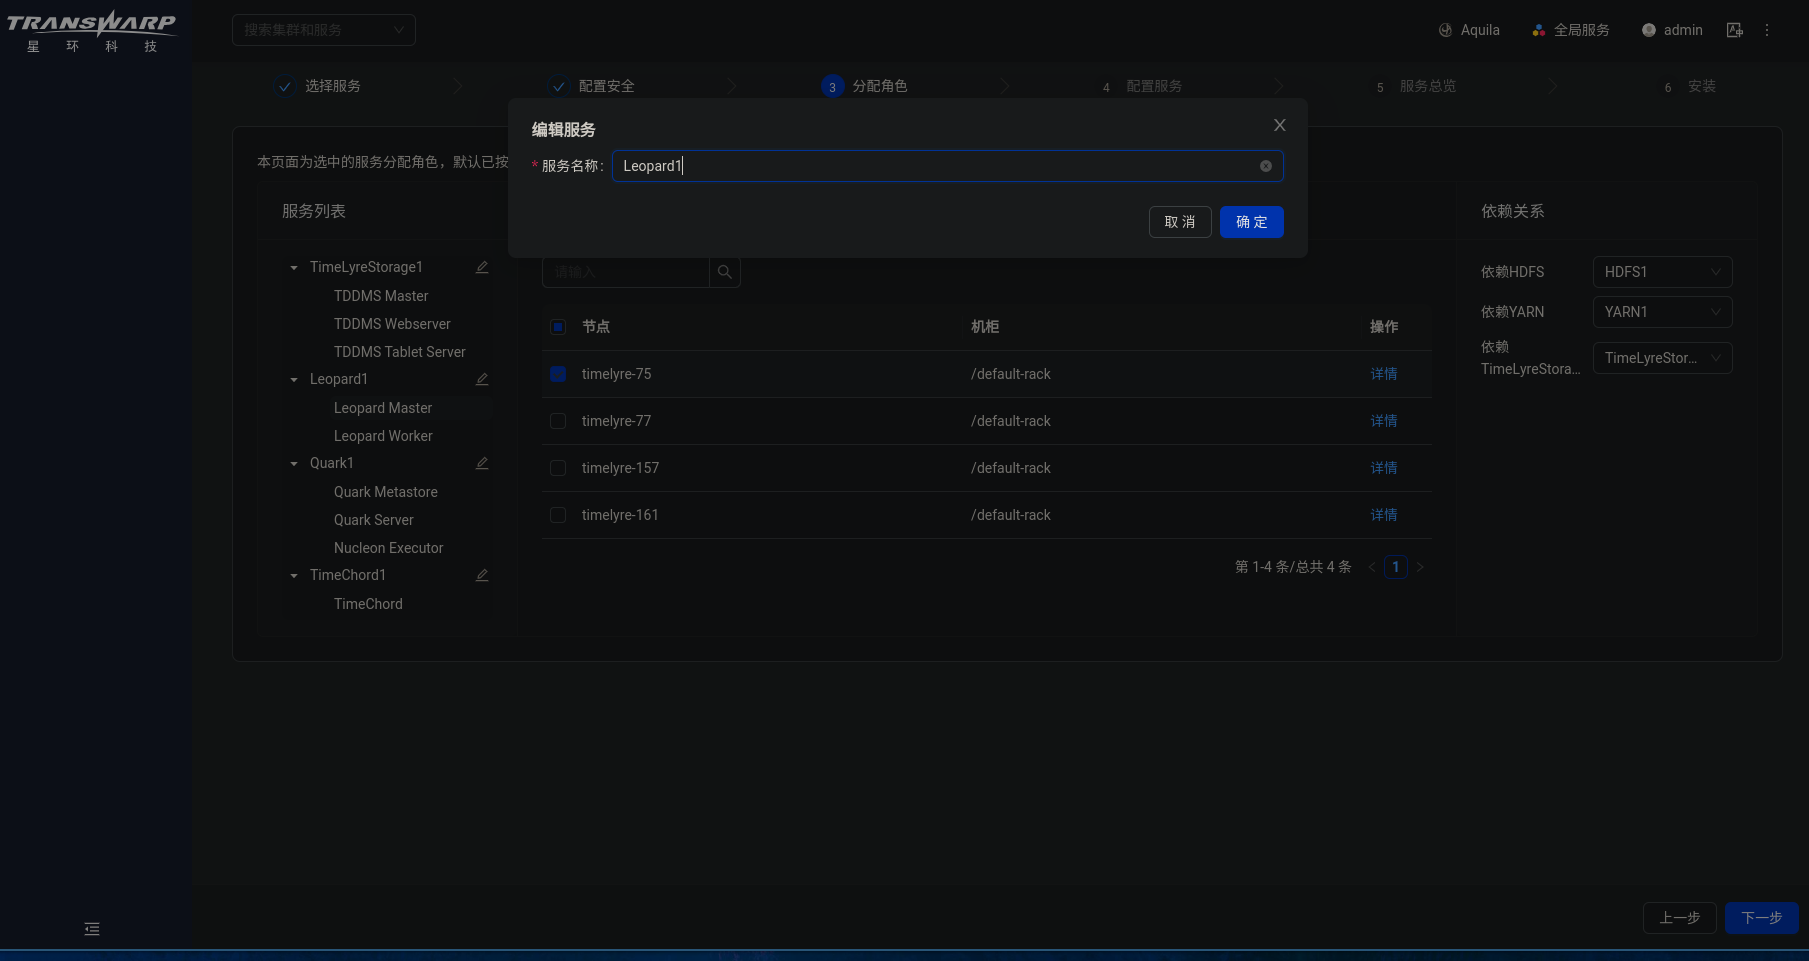 TRANSWARP
星 环 科 技
搜索集群和服务
Aquila
全局服务
admin
选择服务
配置安全
3 分配角色
4 配置服务
5 服务总览
6 安装
编辑服务
* 服务名称：
Leopard1
取 消
确 定
本页面为选中的服务分配角色，默认已按
服务列表
TimeLyreStorage1
TDDMS Master
TDDMS Webserver
TDDMS Tablet Server
Leopard1
Leopard Master
Leopard Worker
Quark1
Quark Metastore
Quark Server
Nucleon Executor
TimeChord1
TimeChord
请输入
节点 机柜 操作
timelyre-75 /default-rack 详情
timelyre-77 /default-rack 详情
timelyre-157 /default-rack 详情
timelyre-161 /default-rack 详情
第 1-4 条/总共 4 条 1
依赖关系
依赖HDFS HDFS1
依赖YARN YARN1
依赖
TimeLyreStora... TimeLyreStor...
上一步
下一步